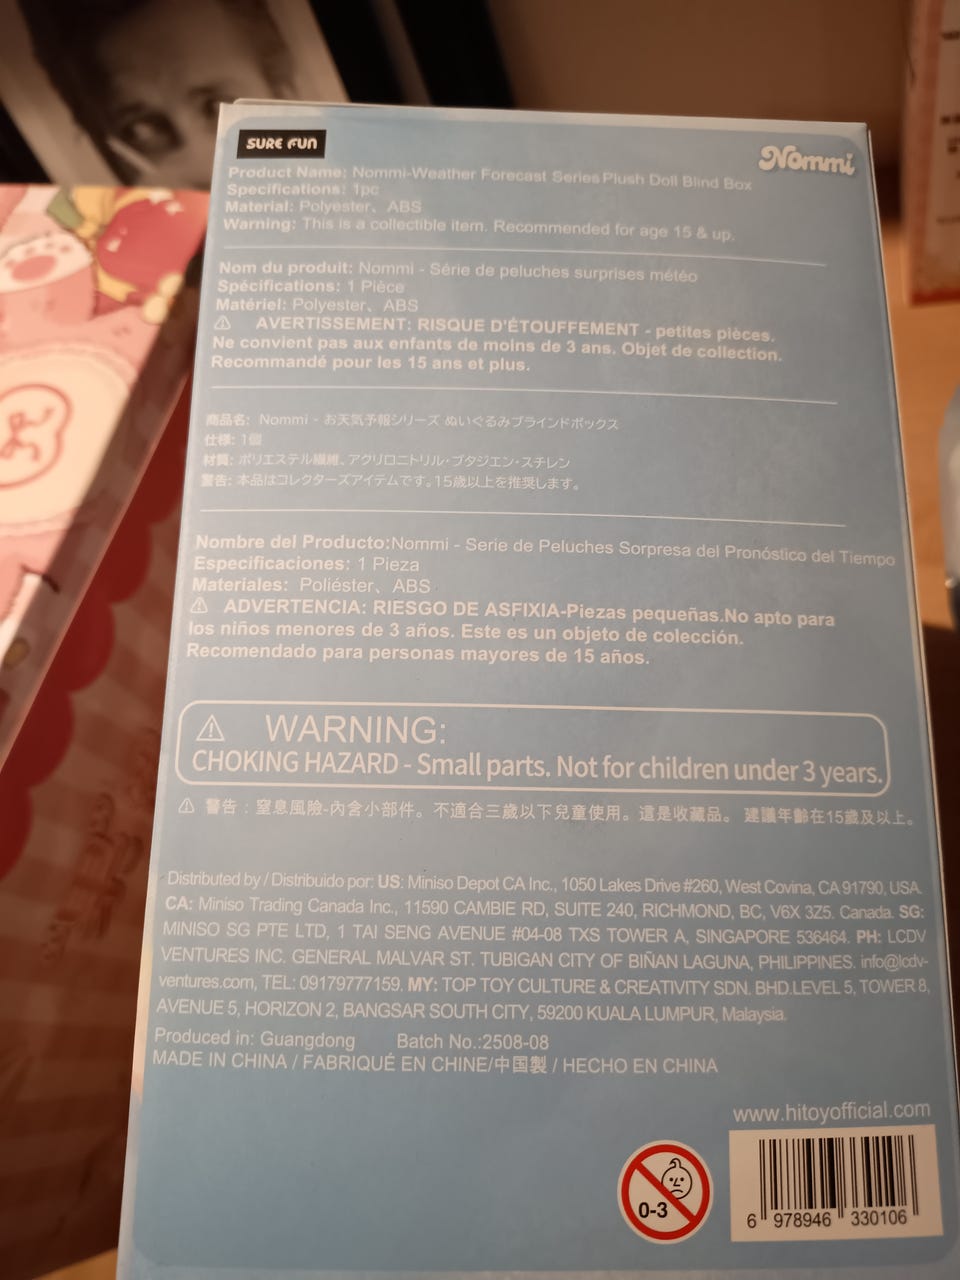 SURE FUN
Nommi
Product Name: Nommi-Weather Forecast Series Plush Doll Blind Box
Specifications: 1pc
Material: Polyester、ABS
Warning: This is a collectible item. Recommended for age 15 & up.
Nom du produit: Nommi - Série de peluches surprises météo
Spécifications: 1 Pièce
Matériel: Polyester、ABS
⚠ AVERTISSEMENT: RISQUE D'ÉTOUFFEMENT - petites pièces.
Ne convient pas aux enfants de moins de 3 ans. Objet de collection.
Recommandé pour les 15 ans et plus.
商品名: Nommi - お天気予報シリーズ ぬいぐるみブラインドボックス
仕様: 1個
材質: ポリエステル繊維、アクリロニトリル・ブタジエン・スチレン
警告: 本品はコレクターズアイテムです。15歳以上を推奨します。
Nombre del Producto:Nommi - Serie de Peluches Sorpresa del Pronóstico del Tiempo
Especificaciones: 1 Pieza
Materiales: Poliéster、ABS
⚠ ADVERTENCIA: RIESGO DE ASFIXIA-Piezas pequeñas.No apto para
los niños menores de 3 años. Este es un objeto de colección.
Recomendado para personas mayores de 15 años.
⚠ WARNING:
CHOKING HAZARD - Small parts. Not for children under 3 years.
⚠ 警告：窒息風險-內含小部件。不適合三歲以下兒童使用。這是收藏品。 建議年齡在15歲及以上。
Distributed by / Distribuido por: US: Miniso Depot CA Inc., 1050 Lakes Drive #260, West Covina, CA 91790, USA.
CA: Miniso Trading Canada Inc., 11590 CAMBIE RD, SUITE 240, RICHMOND, BC, V6X 3Z5. Canada. SG:
MINISO SG PTE LTD, 1 TAI SENG AVENUE #04-08 TXS TOWER A, SINGAPORE 536464. PH: LCDV
VENTURES INC. GENERAL MALVAR ST. TUBIGAN CITY OF BIÑAN LAGUNA, PHILIPPINES. info@lcdv-
ventures.com, TEL: 09179777159. MY: TOP TOY CULTURE & CREATIVITY SDN. BHD.LEVEL 5, TOWER 8,
AVENUE 5, HORIZON 2, BANGSAR SOUTH CITY, 59200 KUALA LUMPUR, Malaysia.
Produced in: Guangdong Batch No.:2508-08
MADE IN CHINA / FABRIQUÉ EN CHINE/中国製 / HECHO EN CHINA
www.hitoyofficial.com
0-3
6 978946 330106